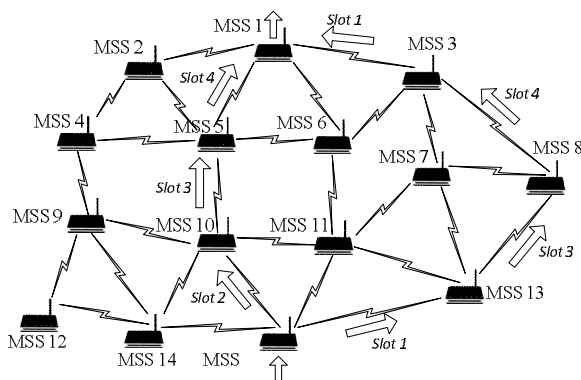 MSS 1
Slot 1
MSS 2
MSS 3
Slot 4
Slot 4
MSS 4
MSS 5
MSS 6
MSS 7
MSS 8
Slot 3
MSS 9
MSS 10
MSS 11
Slot 3
Slot 2
MSS 13
MSS 12
MSS 14
MSS
Slot 1